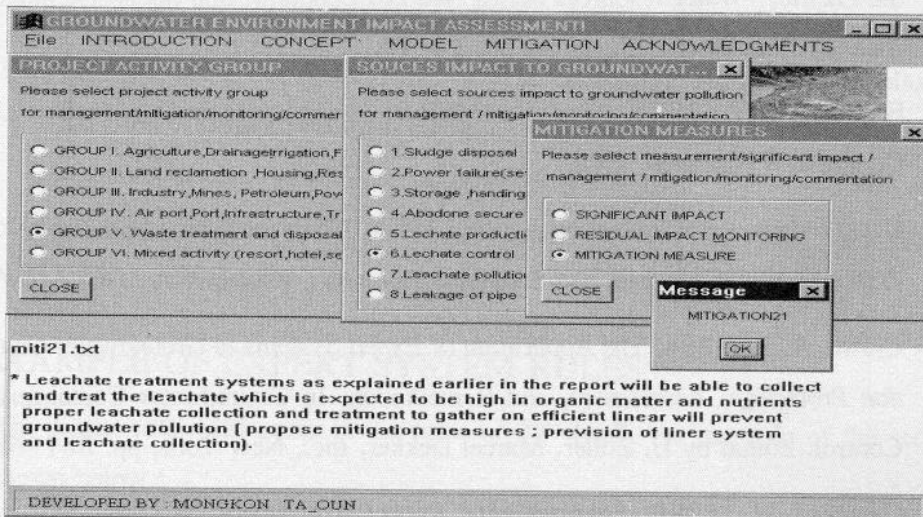 GROUNDWATER ENVIRONMENT IMPACT ASSESSMENT!
File INTRODUCTION CONCEPT MODEL MITIGATION ACKNOWLEDGMENTS
PROJECT ACTIVITY GROUP
Please select project activity group
for management/mitigation/monitoring/commer
GROUP I. Agriculture,DrainageIrrigation,F
GROUP II. Land reclametion ,Housing,Res
GROUP III. Industry,Mines, Petroleum,Pow
GROUP IV. Air port,Port,Infrastructure,Tr
GROUP V. Waste treatment and disposal
GROUP VI. Mixed activity (resort,hotel,se
CLOSE
SOUCES IMPACT TO GROUNDWAT...
Please select sources impact to groundwater pollution
for management / mitigation/monitoring/commentation
1.Sludge disposal
2.Power failure(se
3.Storage ,handing
4.Abodone secure
5.Lechate producti
6.Lechate control
7.Leachate pollution
8.Leakage of pipe
MITIGATION MEASURES
Please select measurement/significant impact /
management / mitigation/monitoring/commentation
SIGNIFICANT IMPACT
RESIDUAL IMPACT MONITORING
MITIGATION MEASURE
CLOSE
Message
MITIGATION21
OK
miti21.txt
* Leachate treatment systems as explained earlier in the report will be able to collect
and treat the leachate which is expected to be high in organic matter and nutrients
proper leachate collection and treatment to gather on efficient linear will prevent
groundwater pollution [ propose mitigation measures ; prevision of liner system
and leachate collection].
DEVELOPED BY : MONGKON TA_OUN